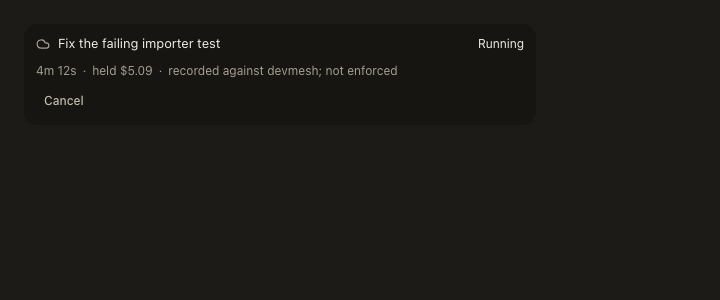 Fix the failing importer test Running
4m 12s · held $5.09 · recorded against devmesh; not enforced
Cancel